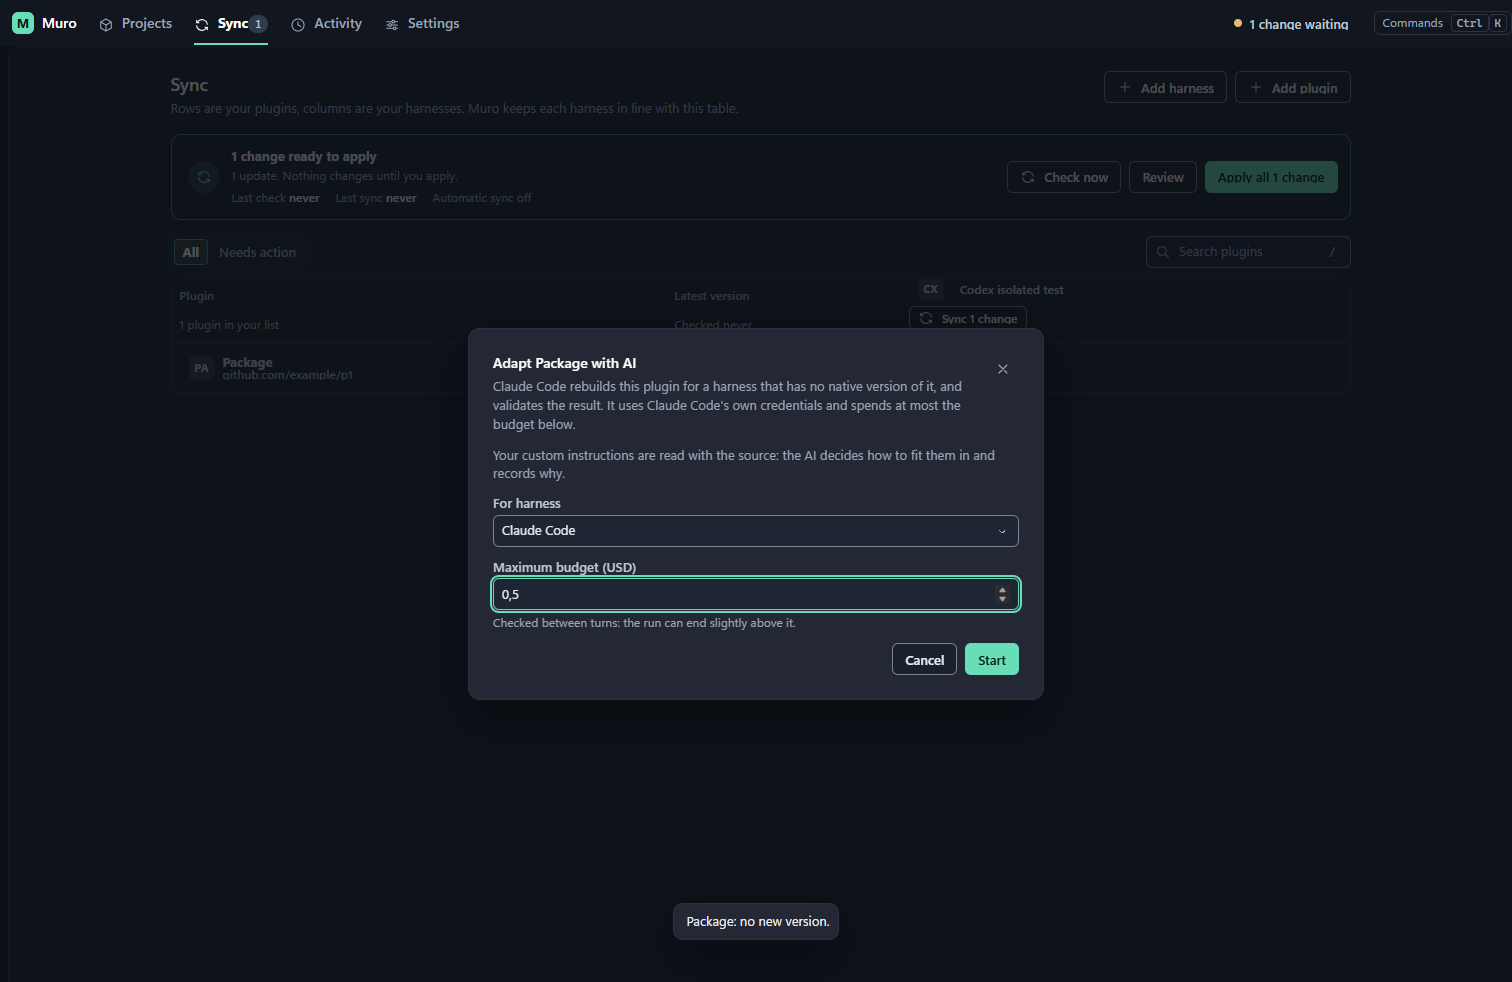 M Muro Projects Sync 1 Activity Settings 1 change waiting Commands Ctrl K
Sync
Rows are your plugins, columns are your harnesses. Muro keeps each harness in line with this table.
Add harness Add plugin
1 change ready to apply
1 update. Nothing changes until you apply.
Last check never Last sync never Automatic sync off
Check now Review Apply all 1 change
All Needs action
Search plugins /
Plugin Latest version CX Codex isolated test
1 plugin in your list Checked never Sync 1 change
PA Package
github.com/example/p1
Adapt Package with AI
Claude Code rebuilds this plugin for a harness that has no native version of it, and
validates the result. It uses Claude Code's own credentials and spends at most the
budget below.
Your custom instructions are read with the source: the AI decides how to fit them in and
records why.
For harness
Claude Code
Maximum budget (USD)
0,5
Checked between turns: the run can end slightly above it.
Cancel Start
Package: no new version.